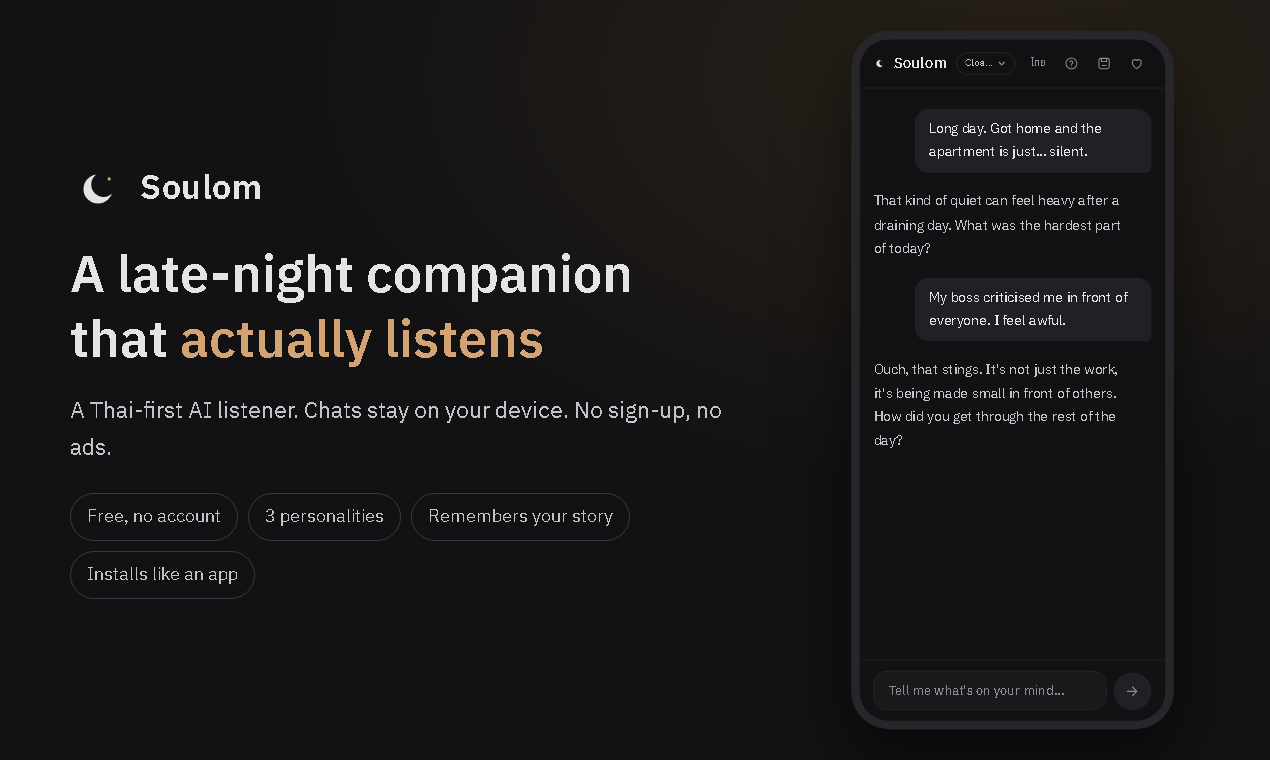 Soulom
A late-night companion
that actually listens
A Thai-first AI listener. Chats stay on your device. No sign-up, no
ads.
Free, no account
3 personalities
Remembers your story
Installs like an app
Soulom
Clos...
ไทย
Long day. Got home and the
apartment is just... silent.
That kind of quiet can feel heavy after a
draining day. What was the hardest part
of today?
My boss criticised me in front of
everyone. I feel awful.
Ouch, that stings. It's not just the work,
it's being made small in front of others.
How did you get through the rest of the
day?
Tell me what's on your mind...